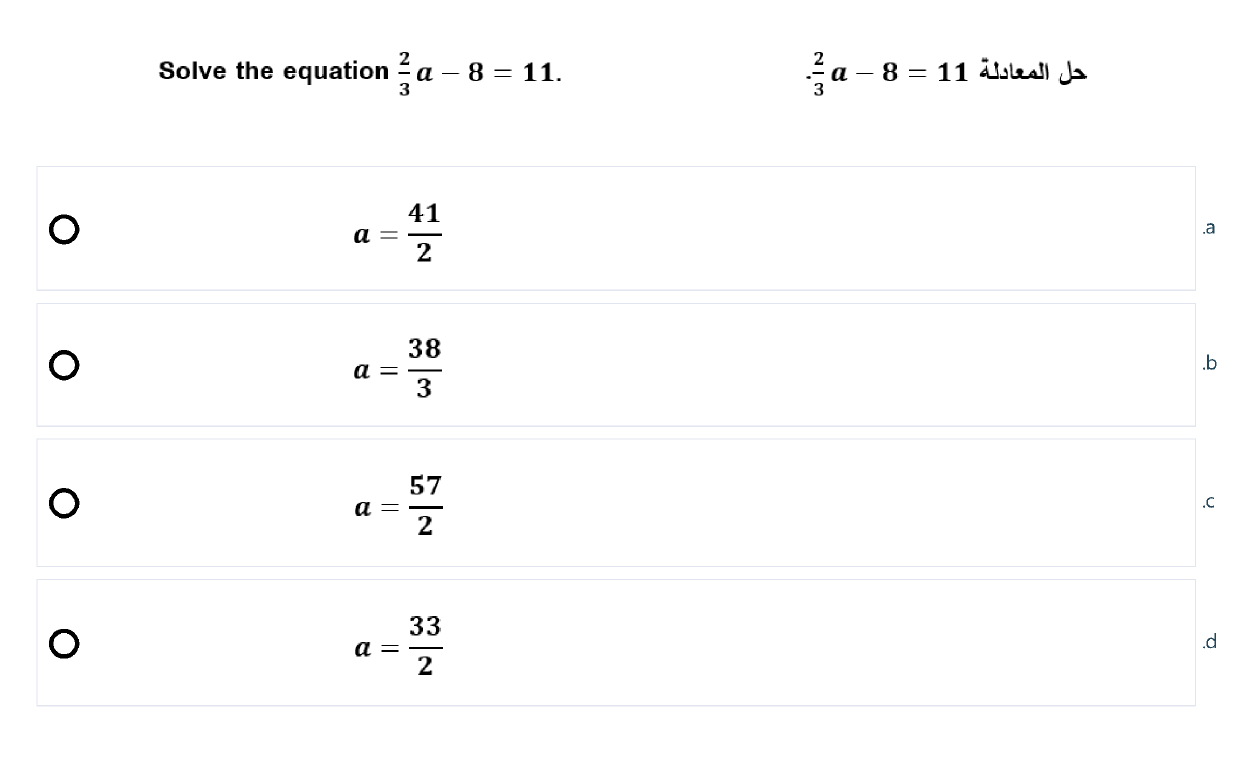 Solve the equation 2/3 a − 8 = 11.
حل المعادلة 2/3 a − 8 = 11.
a = 41/2
.a
a = 38/3
.b
a = 57/2
.c
a = 33/2
.d